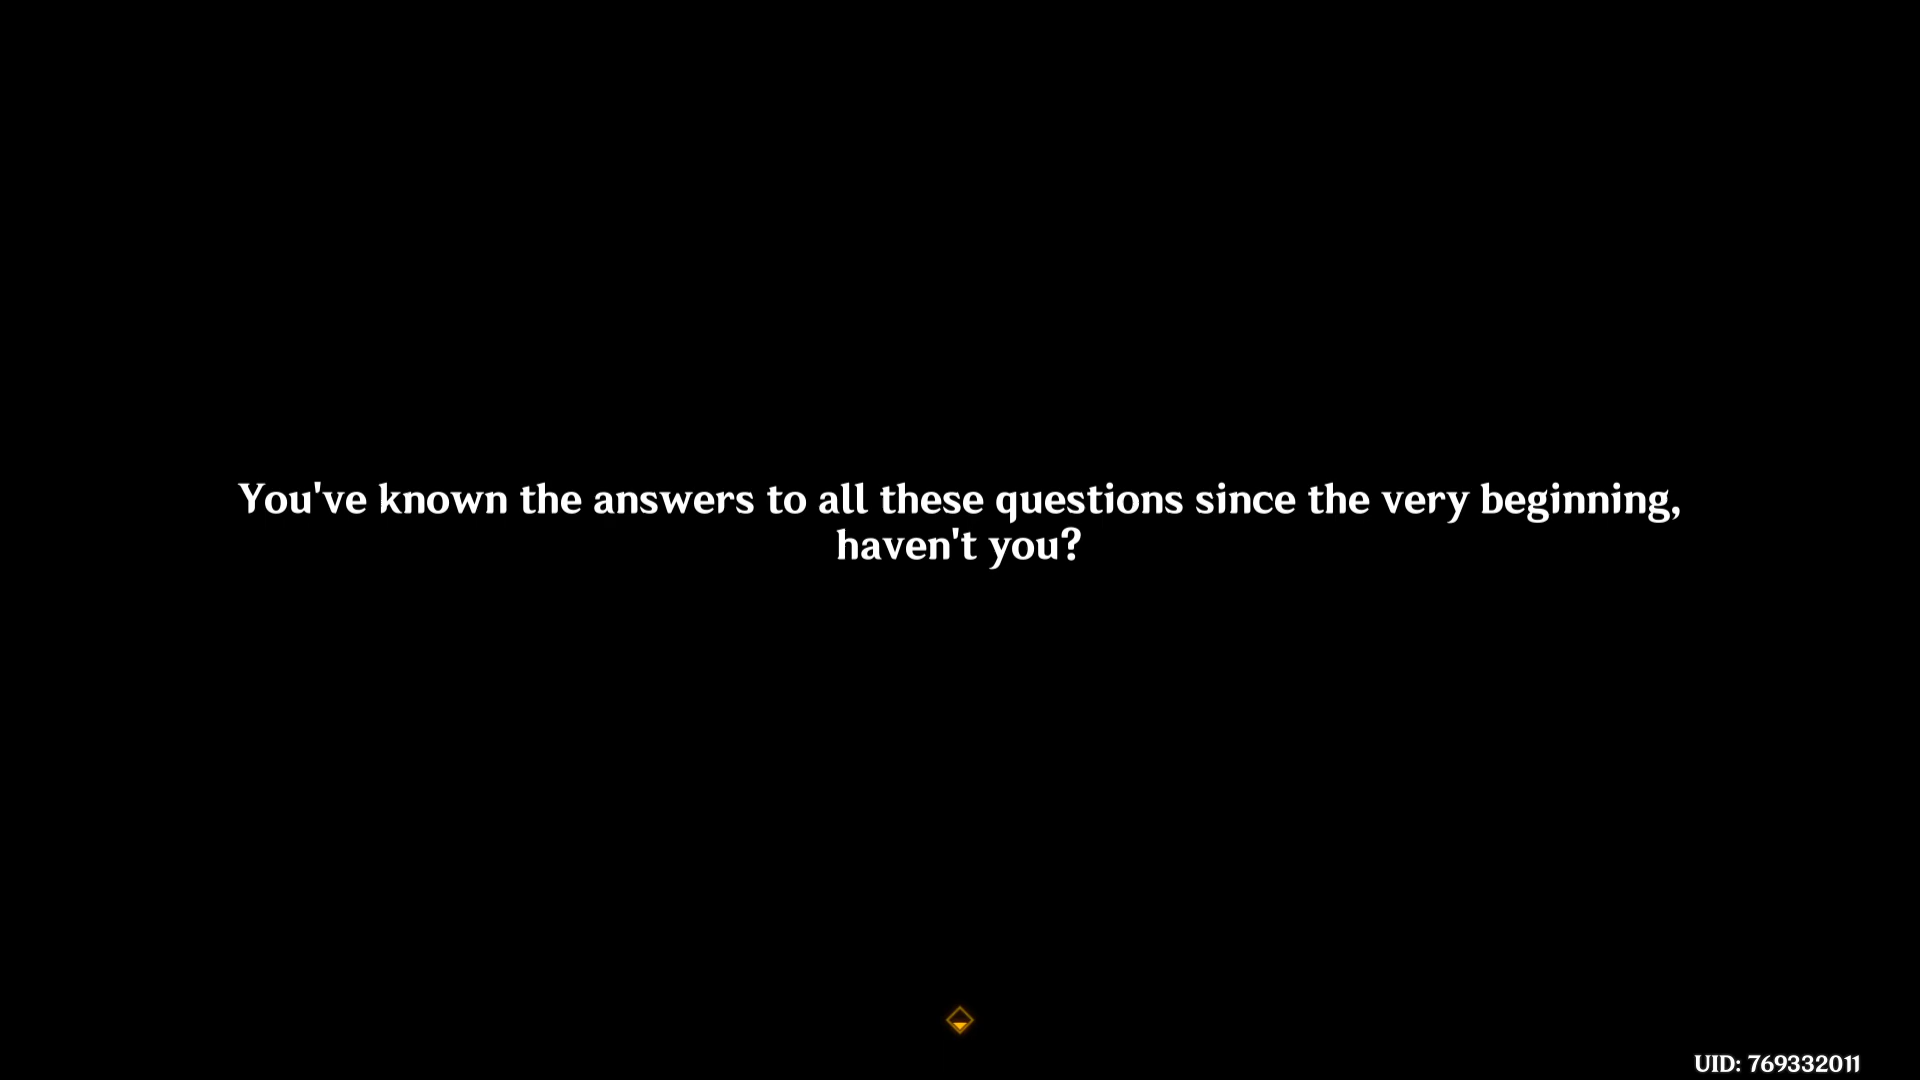 You've known the answers to all these questions since the very beginning,
haven't you?
UID: 769332011